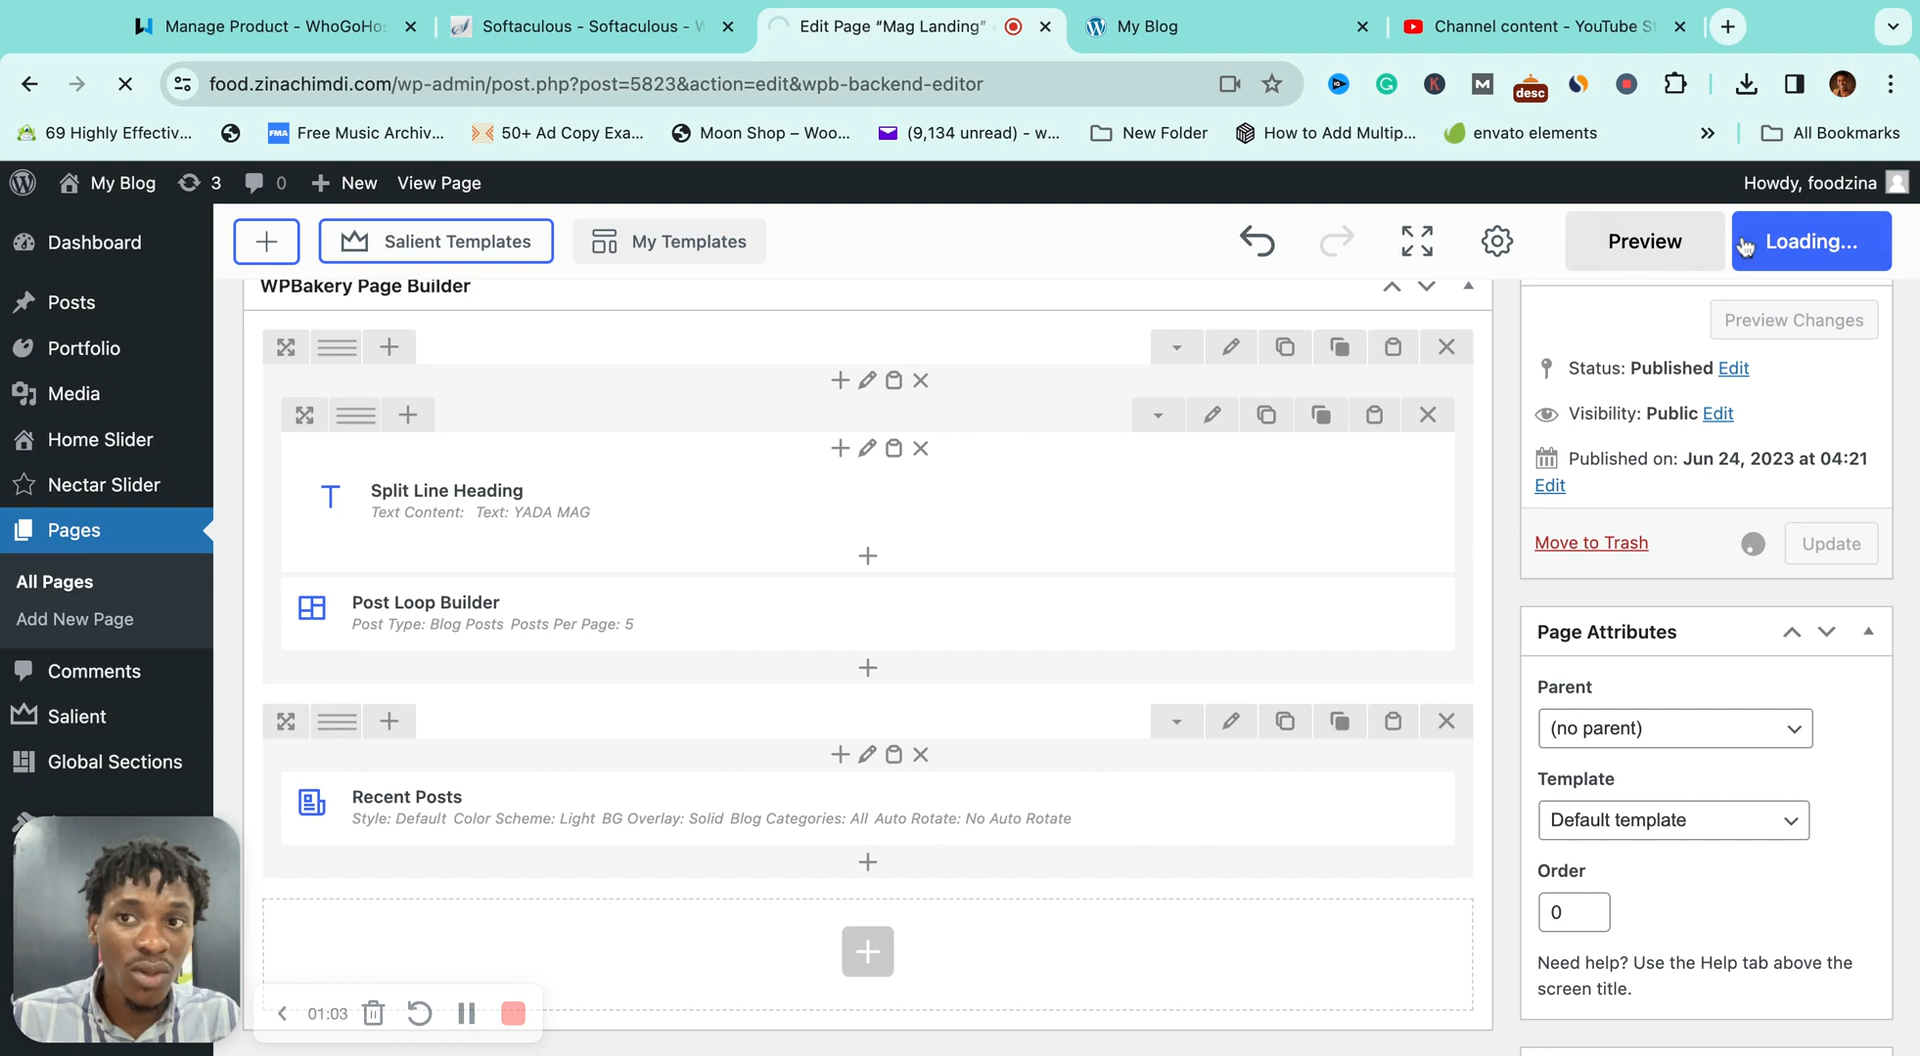 Manage Product - WhoGoHos
Softaculous - Softaculous - W
Edit Page “Mag Landing”
My Blog
Channel content - YouTube St
food.zinachimdi.com/wp-admin/post.php?post=5823&action=edit&wpb-backend-editor
desc
69 Highly Effectiv...
FMA
Free Music Archiv...
50+ Ad Copy Exa...
Moon Shop – Woo...
(9,134 unread) - w...
New Folder
How to Add Multip...
envato elements
All Bookmarks
My Blog
3
0
New
View Page
Howdy, foodzina
Dashboard
Posts
Portfolio
Media
Home Slider
Nectar Slider
Pages
All Pages
Add New Page
Comments
Salient
Global Sections
Salient Templates
My Templates
Preview
Loading...
WPBakery Page Builder
Split Line Heading
Text Content: Text: YADA MAG
Post Loop Builder
Post Type: Blog Posts Posts Per Page: 5
Recent Posts
Style: Default Color Scheme: Light BG Overlay: Solid Blog Categories: All Auto Rotate: No Auto Rotate
Preview Changes
Status: Published Edit
Visibility: Public Edit
Published on: Jun 24, 2023 at 04:21
Edit
Move to Trash
Update
Page Attributes
Parent
(no parent)
Template
Default template
Order
0
Need help? Use the Help tab above the
screen title.
01:03